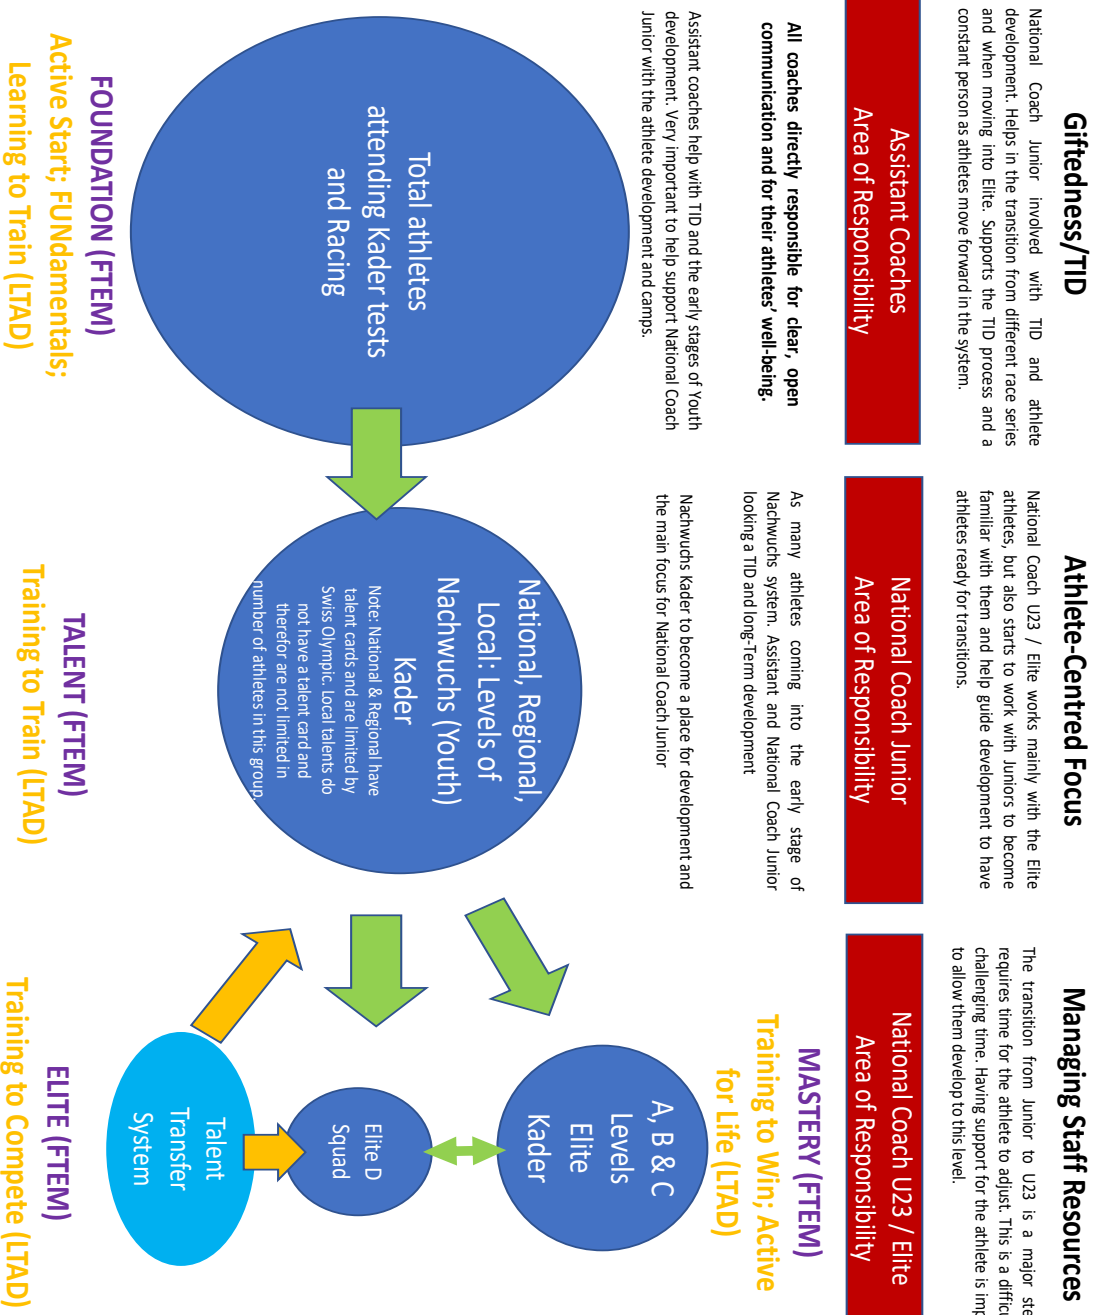 Giftedness/TID
National Coach Junior involved with TID and athlete
development. Helps in the transition from different race series
and when moving into Elite. Supports the TID process and a
constant person as athletes move forward in the system.
Athlete-Centred Focus
National Coach U23 / Elite works mainly with the Elite
athletes, but also starts to work with Juniors to become
familiar with them and help guide development to have
athletes ready for transitions.
Managing Staff Resources
The transition from Junior to U23 is a major
requires time for the athlete to adjust. This is a
challenging time. Having support for the athlete is
to allow them develop to this level.
Assistant Coaches
Area of Responsibility
National Coach Junior
Area of Responsibility
National Coach U23 / Elite
Area of Responsibility
All coaches directly responsible for clear, open
communication and for their athletes' well-being.
Assistant coaches help with TID and the early stages of Youth
development. Very important to help support National Coach
Junior with the athlete development and camps.
As many athletes coming into the early stage of
Nachwuchs system. Assistant and National Coach Junior
looking a TID and long-Term development
Nachwuchs Kader to become a place for development and
the main focus for National Coach Junior
MASTERY (FTEM)
Training to Win; Active
for Life (LTAD)
Total athletes
attending Kader tests
and Racing
National, Regional,
Local: Levels of
Nachwuchs (Youth)
Kader
Note: National & Regional have
talent cards and are limited by
Swiss Olympic. Local talents do
not have a talent card and
therefor are not limited in
number of athletes in this group.
A, B & C
Levels
Elite
Kader
Elite D
Squad
Talent
Transfer
System
FOUNDATION (FTEM)
Active Start; FUNdamentals;
Learning to Train (LTAD)
TALENT (FTEM)
Training to Train (LTAD)
ELITE (FTEM)
Training to Compete (LTAD)